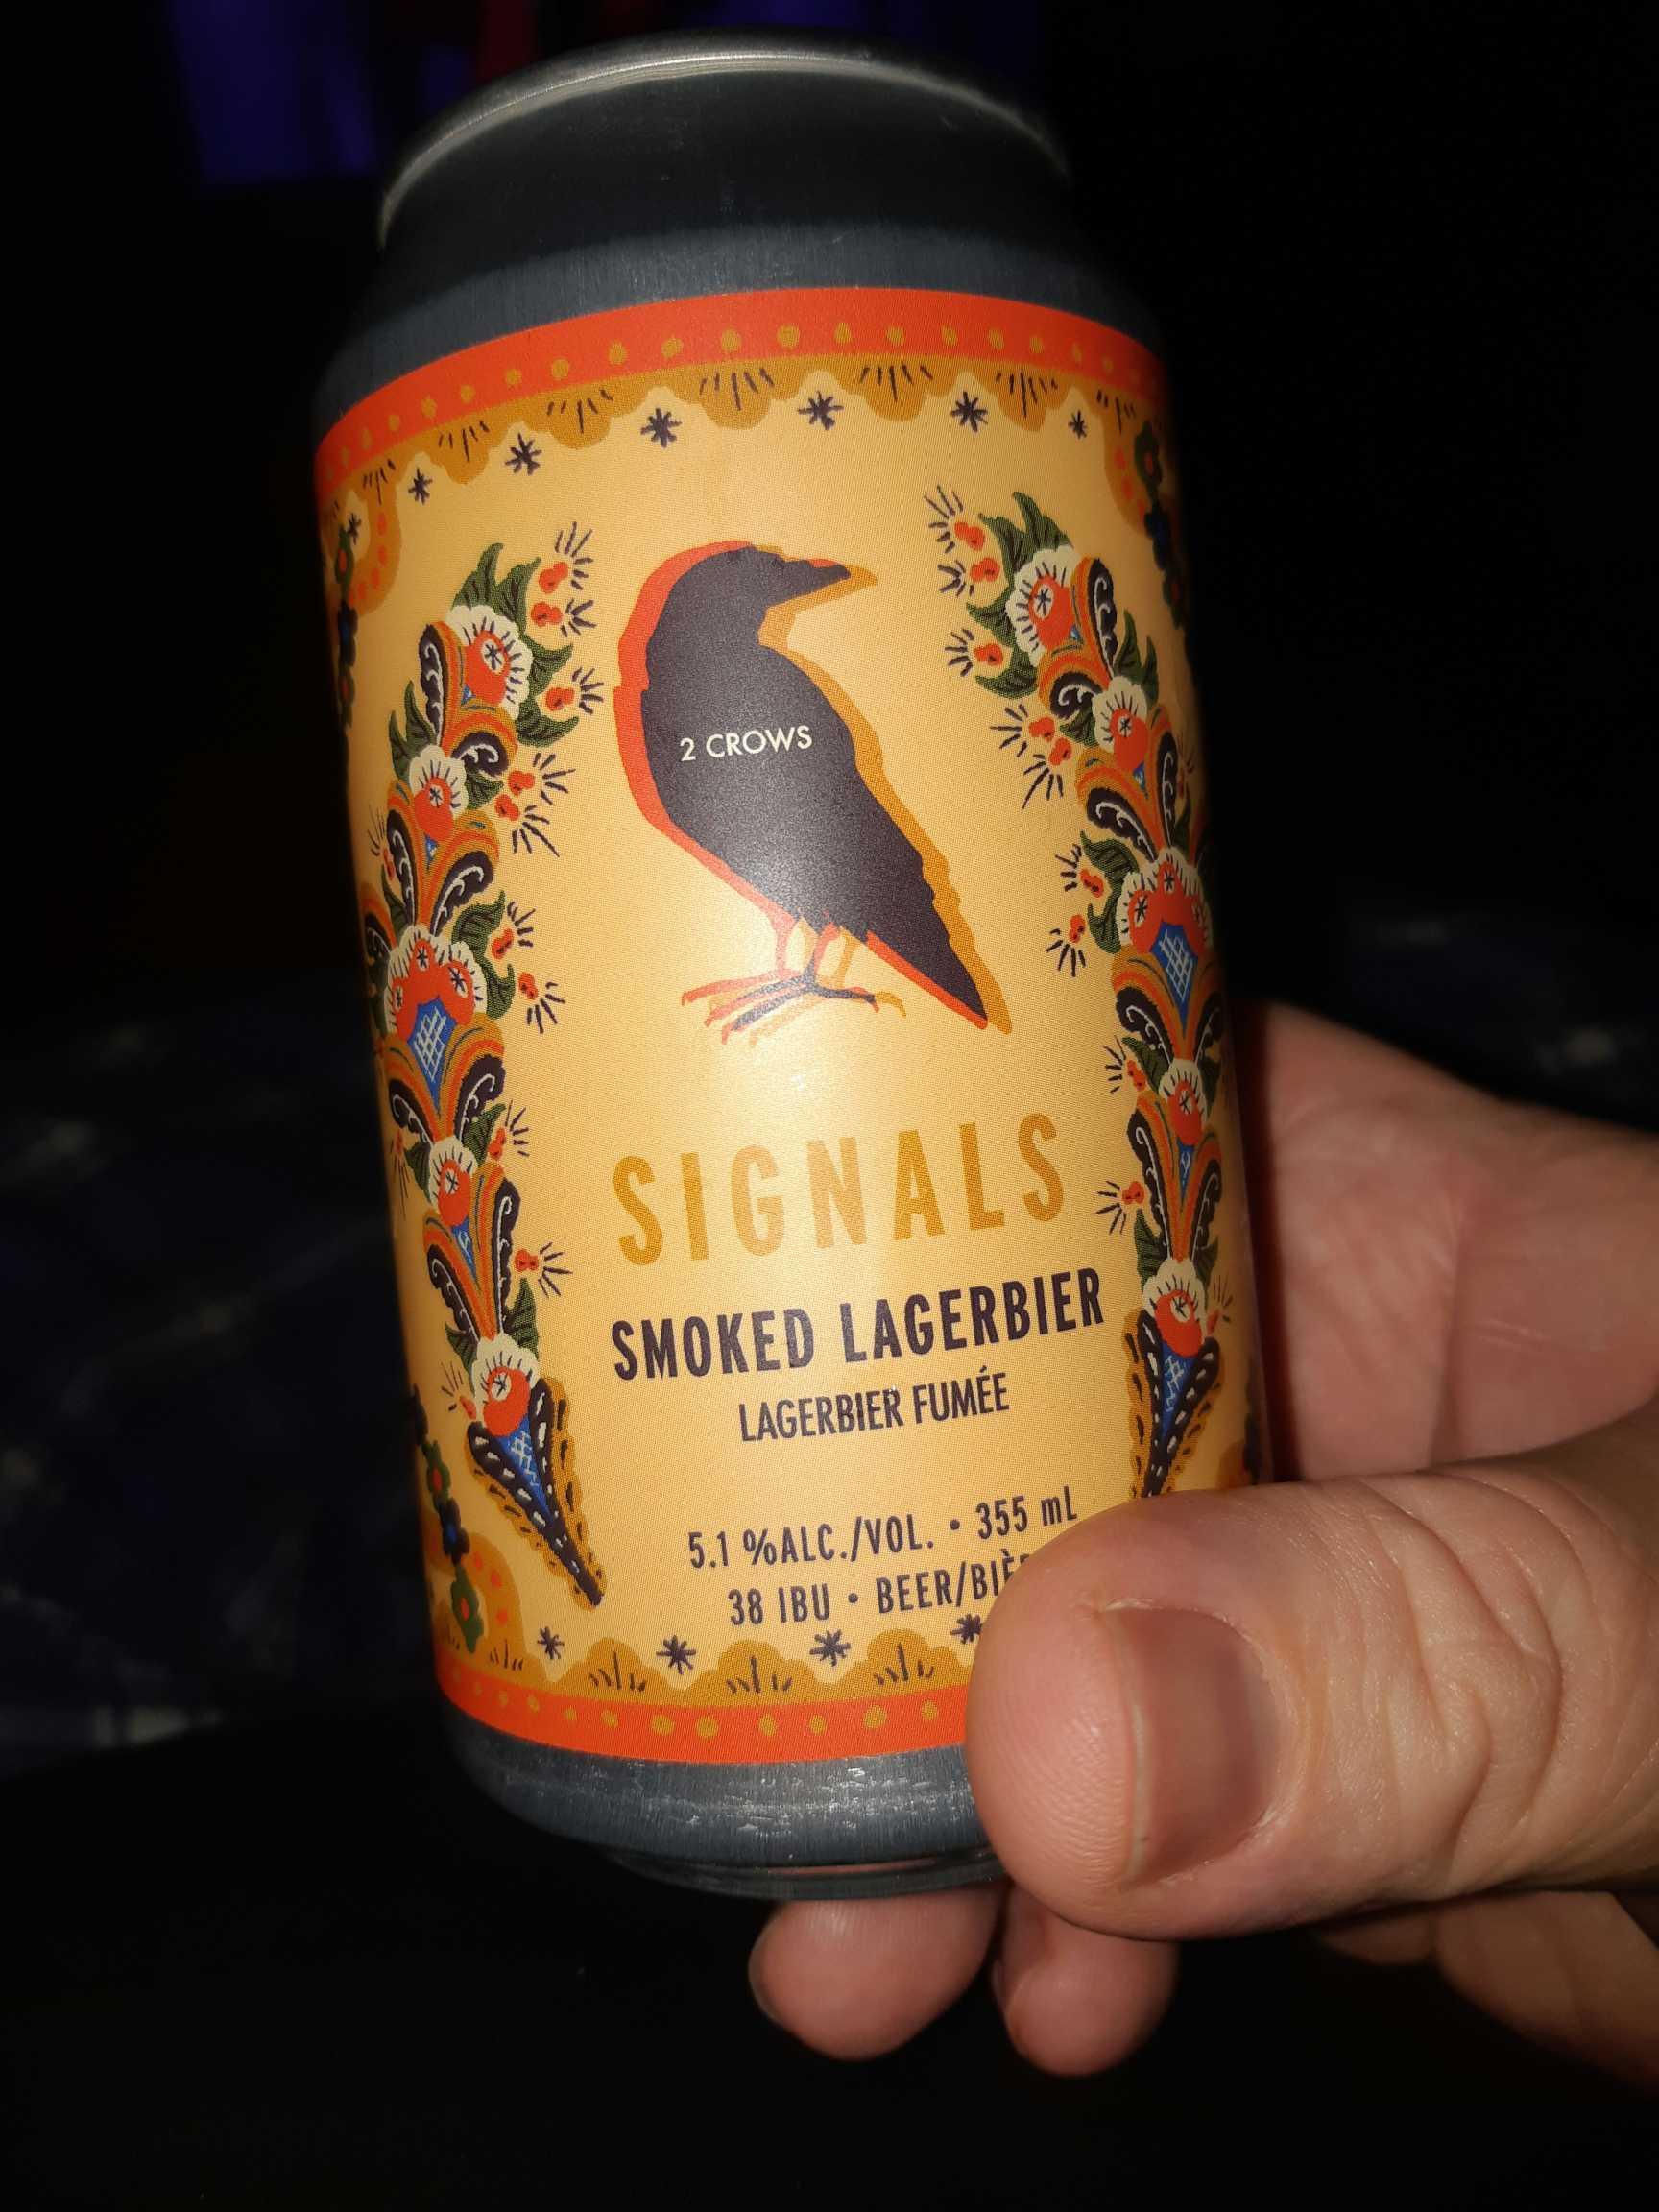 2 CROWS
SIGNALS
SMOKED LAGERBIER
LAGERBIER FUMÉE
5.1 %ALC./VOL. • 355 mL
38 IBU • BEER/